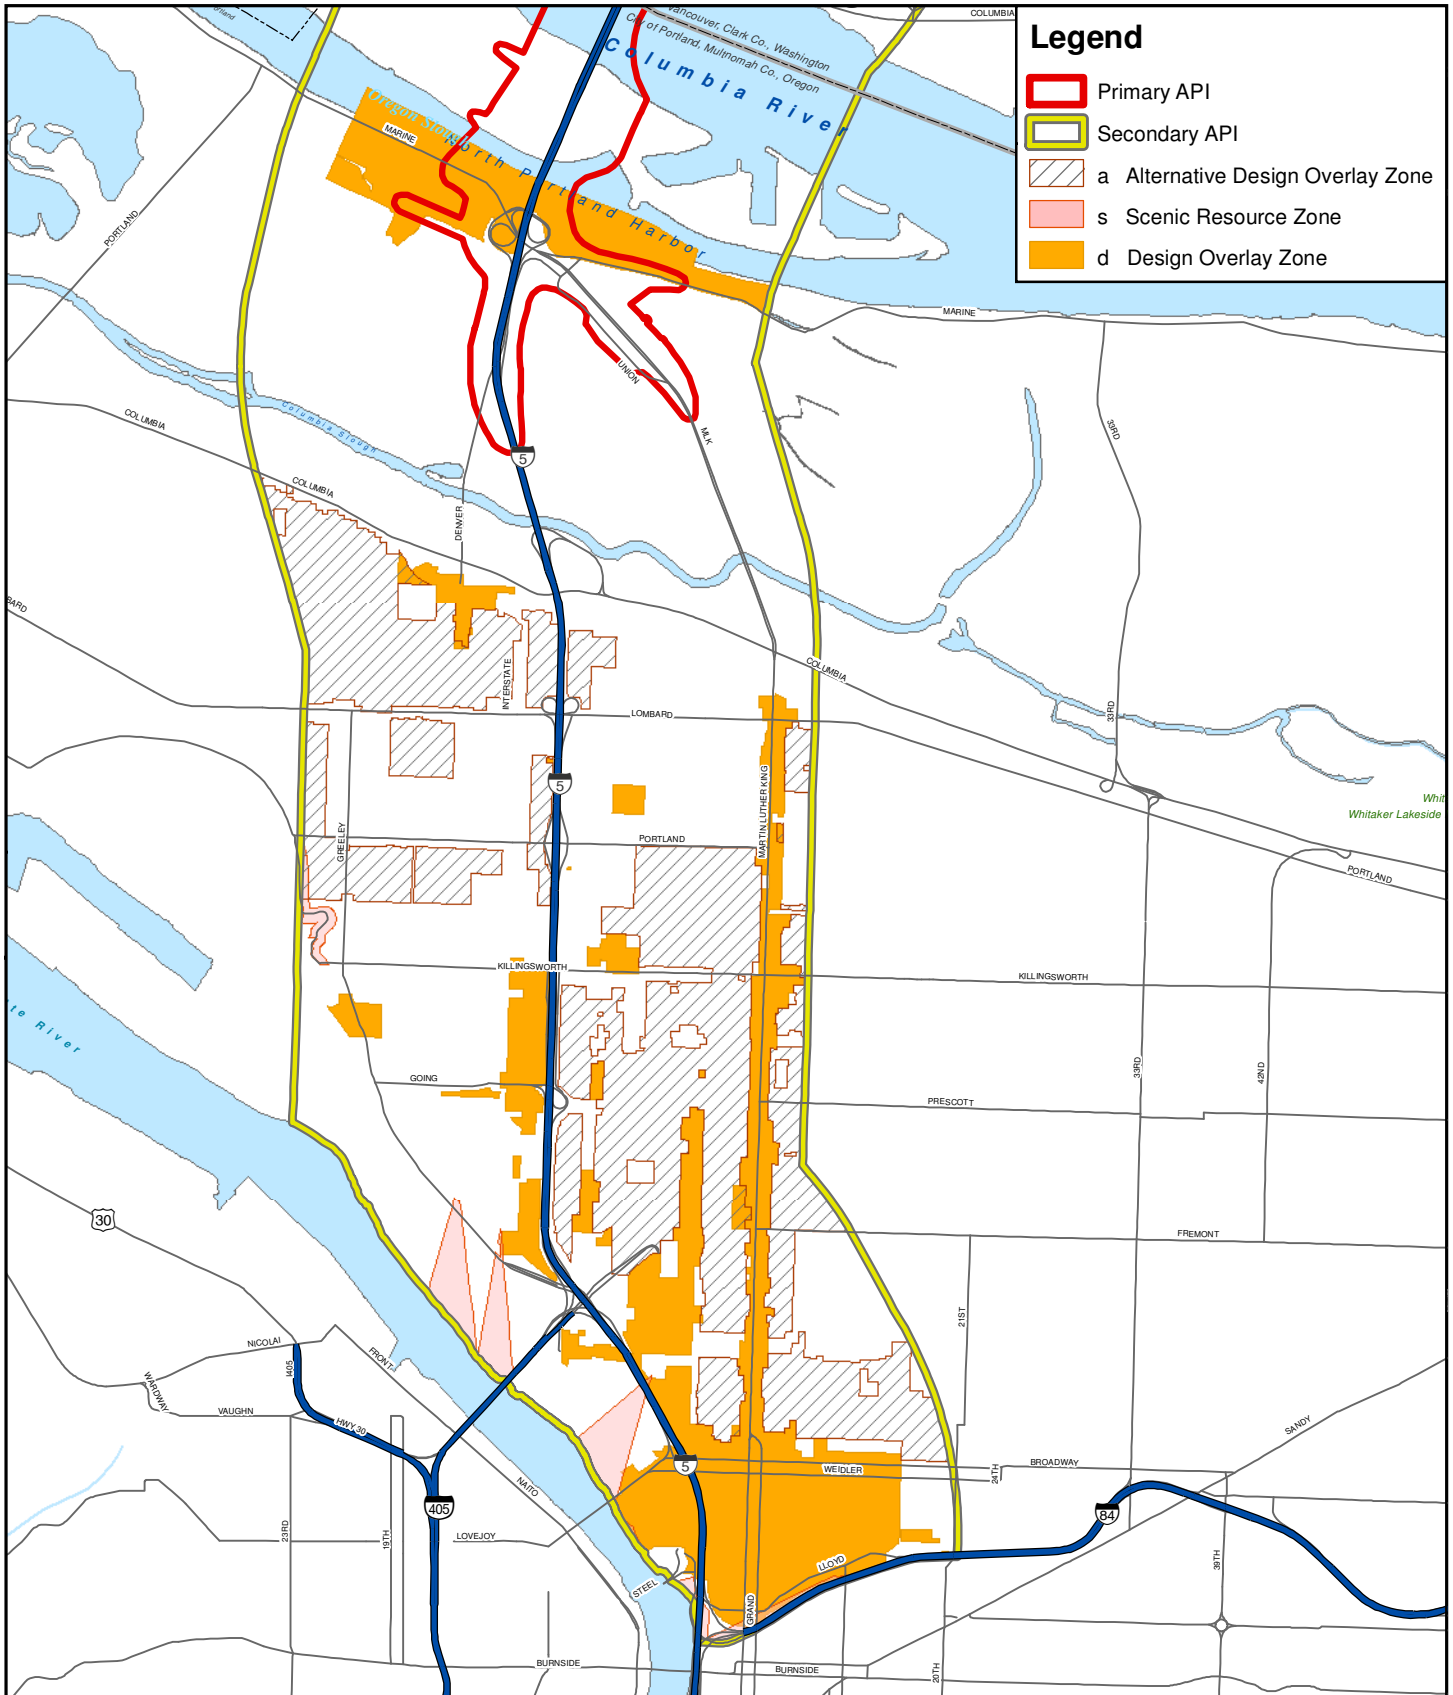 Legend
Primary API
Secondary API
a Alternative Design Overlay Zone
s Scenic Resource Zone
d Design Overlay Zone
COLUMBIA
Vancouver, Clark Co., Washington
City of Portland, Multnomah Co., Oregon
Columbia River
Oregon Slough
North Portland Harbor
MARINE
PORTLAND
MARINE
UNION
MLK
33RD
Columbia Slough
COLUMBIA
COLUMBIA
5
DENVER
BARD
INTERSTATE
COLUMBIA
LOMBARD
33RD
5
MARTIN LUTHER KING
Whit
Whitaker Lakeside
GREELEY
PORTLAND
PORTLAND
KILLINGSWORTH
KILLINGSWORTH
te River
GOING
33RD
42ND
PRESCOTT
30
FREMONT
21ST
NICOLAI
I405
FRONT
WARDWAY
VAUGHN
HWY 30
SANDY
5
WEIDLER
BROADWAY
24TH
NAITO
405
84
23RD
19TH
LOVEJOY
LLOYD
39TH
STEEL
GRAND
BURNSIDE
BURNSIDE
20TH